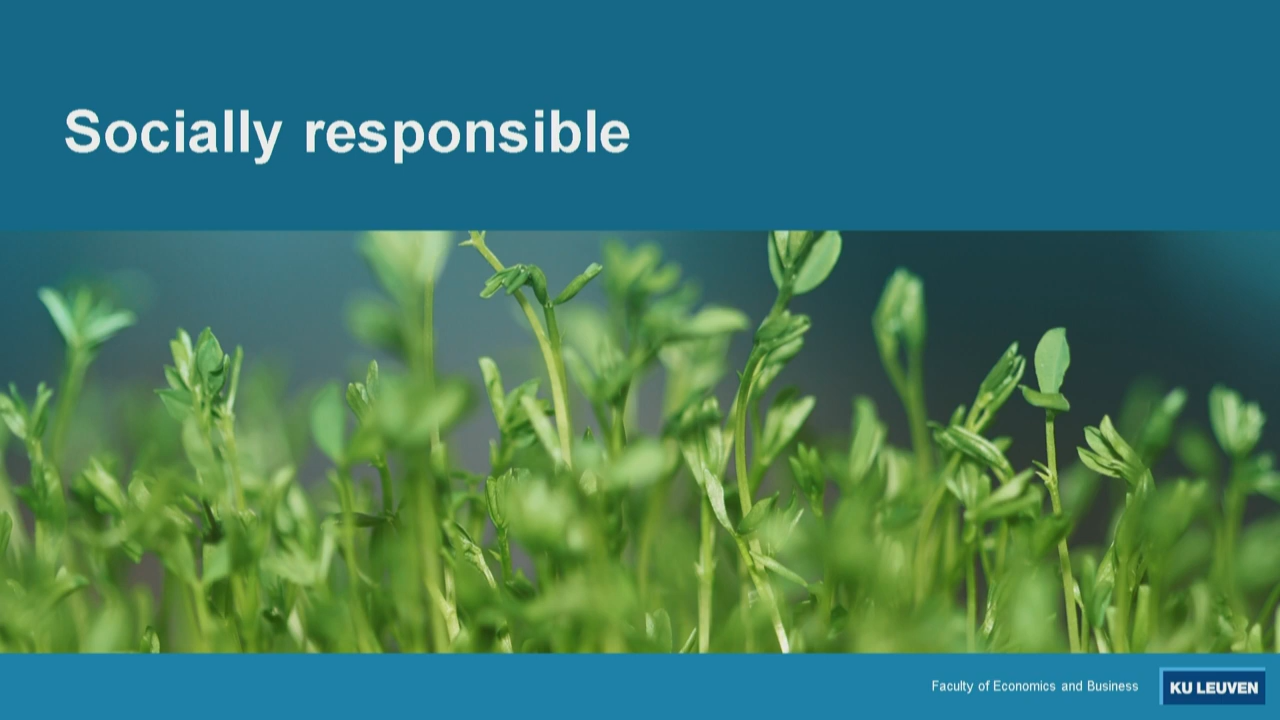 Socially responsible
Faculty of Economics and Business
KU LEUVEN